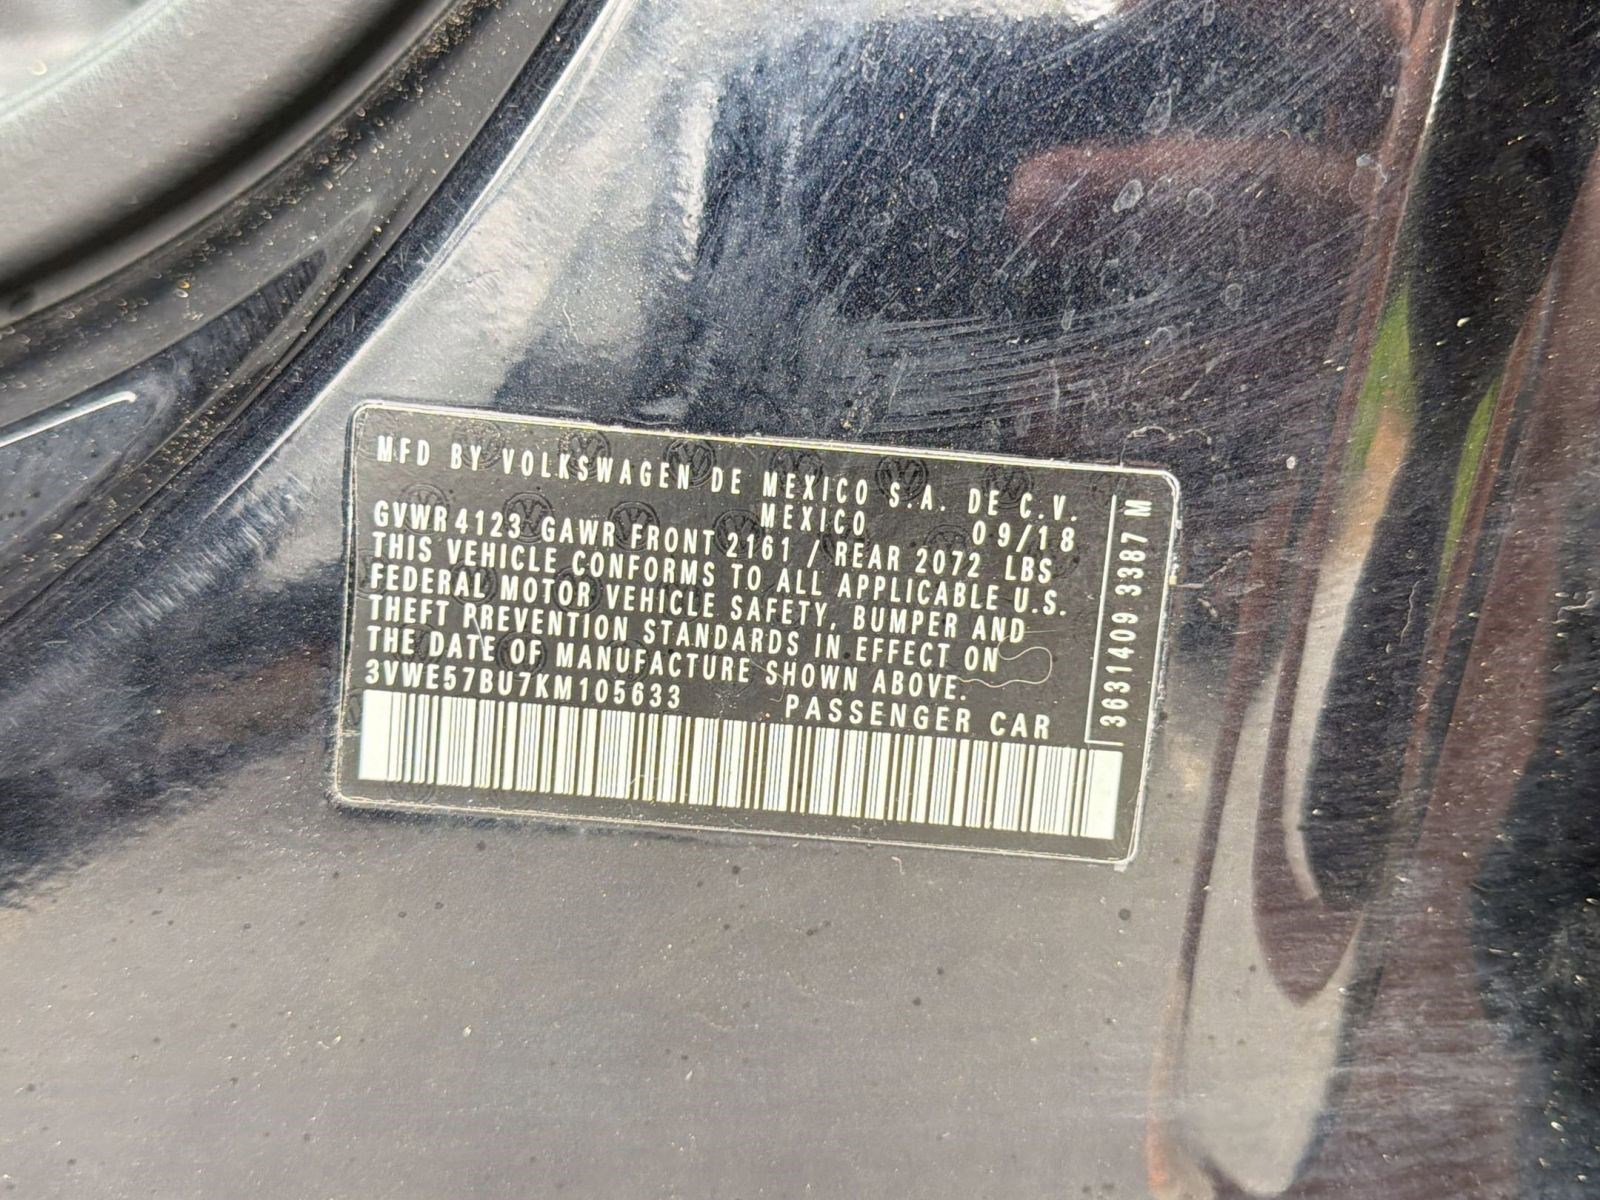 MFD BY VOLKSWAGEN DE MEXICO S.A. DE C.V.
MEXICO 09/18
GVWR 4123 GAWR FRONT 2161 / REAR 2072 LBS
THIS VEHICLE CONFORMS TO ALL APPLICABLE U.S.
FEDERAL MOTOR VEHICLE SAFETY, BUMPER AND
THEFT PREVENTION STANDARDS IN EFFECT ON
THE DATE OF MANUFACTURE SHOWN ABOVE.
3VWE57BU7KM105633 PASSENGER CAR
3631409 3387 M